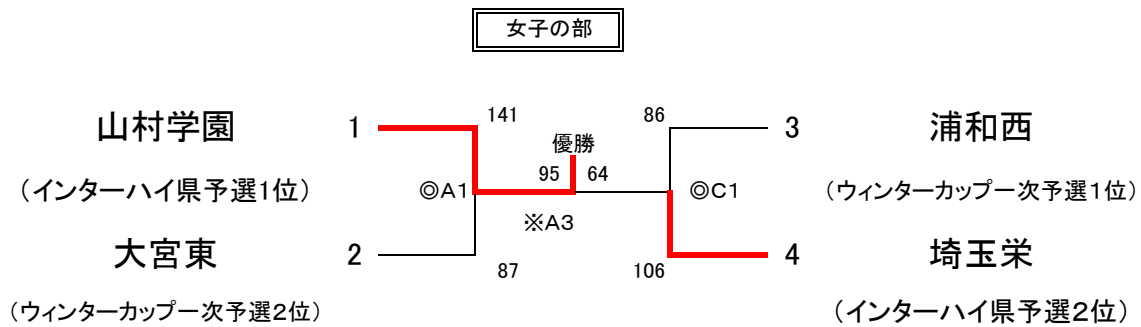 女子の部
山村学園 1 141 86 3 浦和西
優勝
95 64
(インターハイ県予選1位) ◎A1 ◎C1 (ウィンターカップ一次予選1位)
※A3
大宮東 2 87 106 4 埼玉栄
(ウィンターカップ一次予選2位) (インターハイ県予選2位)